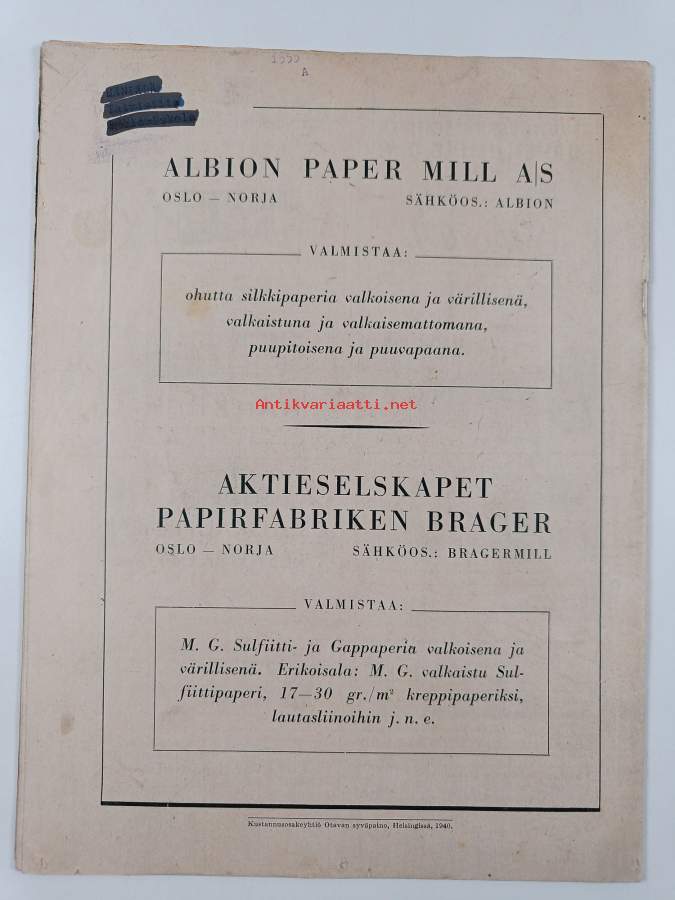 1555
A
ALBION PAPER MILL A|S
OSLO — NORJA SÄHKÖOS.: ALBION
VALMISTAA:
ohutta silkkipaperia valkoisena ja värillisenä,
valkaistuna ja valkaisemattomana,
puupitoisena ja puuvapaana.
Antikvariaatti.net
AKTIESELSKAPET
PAPIRFABRIKEN BRAGER
OSLO — NORJA SÄHKÖOS.: BRAGERMILL
VALMISTAA:
M. G. Sulfiitti- ja Gappaperia valkoisena ja
värillisenä. Erikoisala: M. G. valkaistu Sul-
fiittipaperi, 17—30 gr./m² kreppipaperiksi,
lautasliinoihin j. n. e.
Kustannusosakeyhtiö Otavan syväpaino, Helsingissä, 1940.